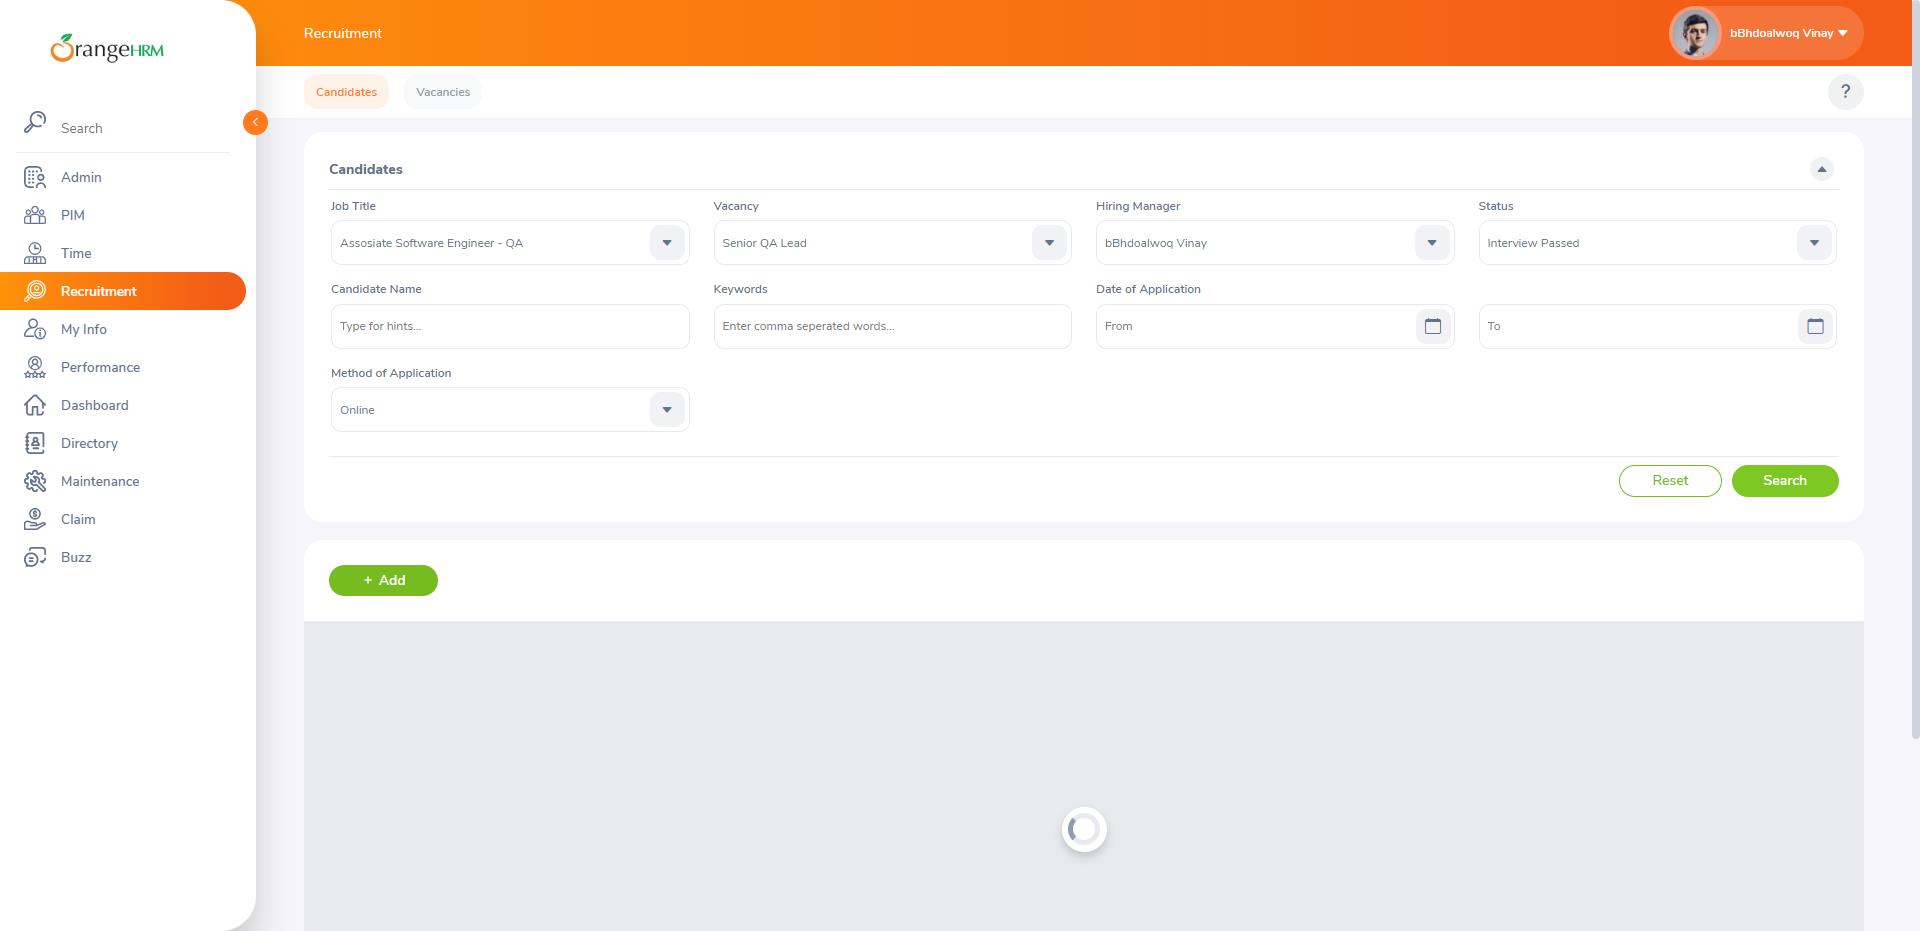 OrangeHRM
Search
Admin
PIM
Time
Recruitment
My Info
Performance
Dashboard
Directory
Maintenance
Claim
Buzz
Recruitment
bBhdoalwoq Vinay
Candidates
Vacancies
?
Candidates
Job Title
Vacancy
Hiring Manager
Status
Assosiate Software Engineer - QA
Senior QA Lead
bBhdoalwoq Vinay
Interview Passed
Candidate Name
Keywords
Date of Application
Type for hints...
Enter comma seperated words...
From
To
Method of Application
Online
Reset
Search
+ Add